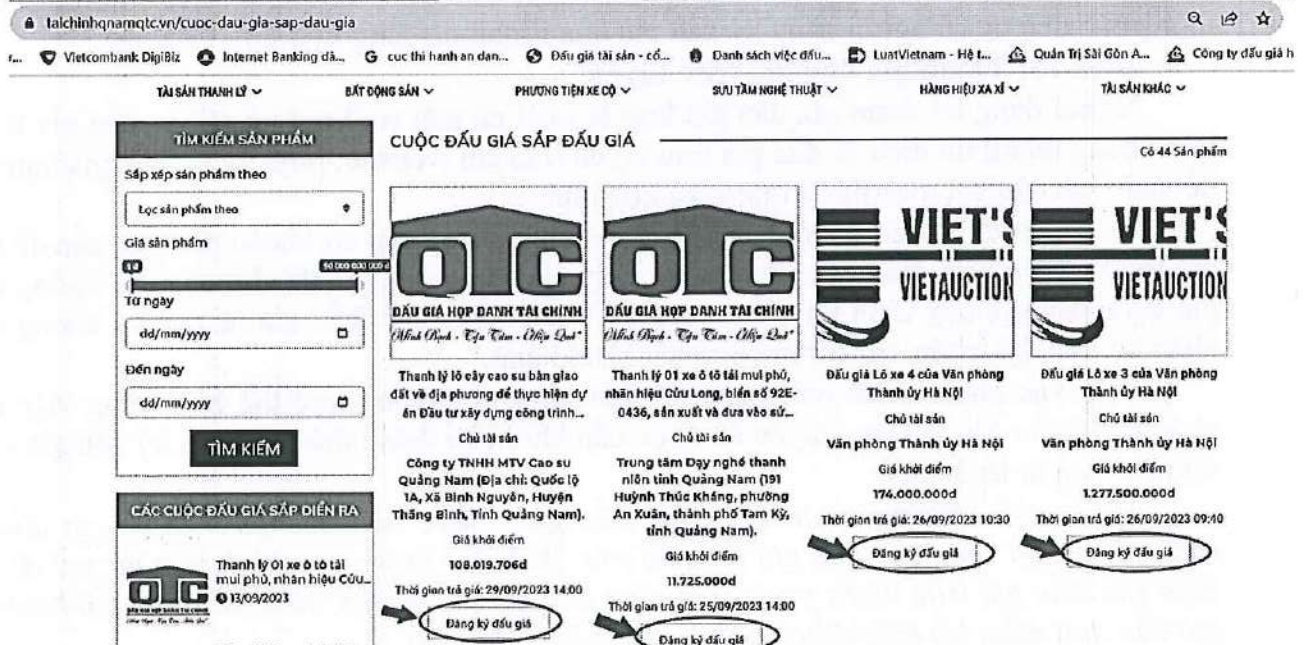 taichinhqnamqtc.vn/cuoc-dau-gia-sap-dau-gia
r... Vietcombank DigiBiz Internet Banking dà... cuc thi hanh an dan... Đấu giá tài sản - cổ... Danh sách việc đấu... LuatVietnam - Hệ t... Quản Trị Sài Gòn A... Công ty đấu giá h
TÀI SẢN THANH LÝ BẤT ĐỘNG SẢN PHƯƠNG TIỆN XE CỘ SƯU TẦM NGHỆ THUẬT HÀNG HIỆU XA XỈ TÀI SẢN KHÁC
TÌM KIẾM SẢN PHẨM
Sắp xếp sản phẩm theo
Lọc sản phẩm theo
Giá sản phẩm
50 000 000 000 đ
Từ ngày
dd/mm/yyyy
Đến ngày
dd/mm/yyyy
TÌM KIẾM
CÁC CUỘC ĐẤU GIÁ SẮP DIỄN RA
QTC
Thanh lý 01 xe ô tô tải
mui phủ, nhãn hiệu Cửu...
13/09/2023
CUỘC ĐẤU GIÁ SẮP ĐẤU GIÁ
Có 44 Sản phẩm
QTC
ĐẤU GIÁ HỢP DANH TÀI CHÍNH
Minh Bạch - Tận Tâm - Hiệu Quả
Thanh lý lô cây cao su bàn giao
đất về địa phương để thực hiện dự
án Đầu tư xây dựng công trình...
Chủ tài sản
Công ty TNHH MTV Cao su
Quảng Nam (Địa chỉ: Quốc lộ
1A, Xã Bình Nguyên, Huyện
Thăng Bình, Tỉnh Quảng Nam).
Giá khởi điểm
108.019.706đ
Thời gian trả giá: 29/09/2023 14:00
Đăng ký đấu giá
QTC
ĐẤU GIÁ HỢP DANH TÀI CHÍNH
Minh Bạch - Tận Tâm - Hiệu Quả
Thanh lý 01 xe ô tô tải mui phủ,
nhãn hiệu Cửu Long, biển số 92E-
0436, sản xuất và đưa vào sử...
Chủ tài sản
Trung tâm Dạy nghề thanh
niên tỉnh Quảng Nam (191
Huỳnh Thúc Kháng, phường
An Xuân, thành phố Tam Kỳ,
tỉnh Quảng Nam).
Giá khởi điểm
11.725.000đ
Thời gian trả giá: 25/09/2023 14:00
Đăng ký đấu giá
VIET'S
VIETAUCTION
Đấu giá Lô xe 4 của Văn phòng
Thành ủy Hà Nội
Chủ tài sản
Văn phòng Thành ủy Hà Nội
Giá khởi điểm
174.000.000đ
Thời gian trả giá: 26/09/2023 10:30
Đăng ký đấu giá
VIET'S
VIETAUCTION
Đấu giá Lô xe 3 của Văn phòng
Thành ủy Hà Nội
Chủ tài sản
Văn phòng Thành ủy Hà Nội
Giá khởi điểm
1.277.500.000đ
Thời gian trả giá: 26/09/2023 09:40
Đăng ký đấu giá